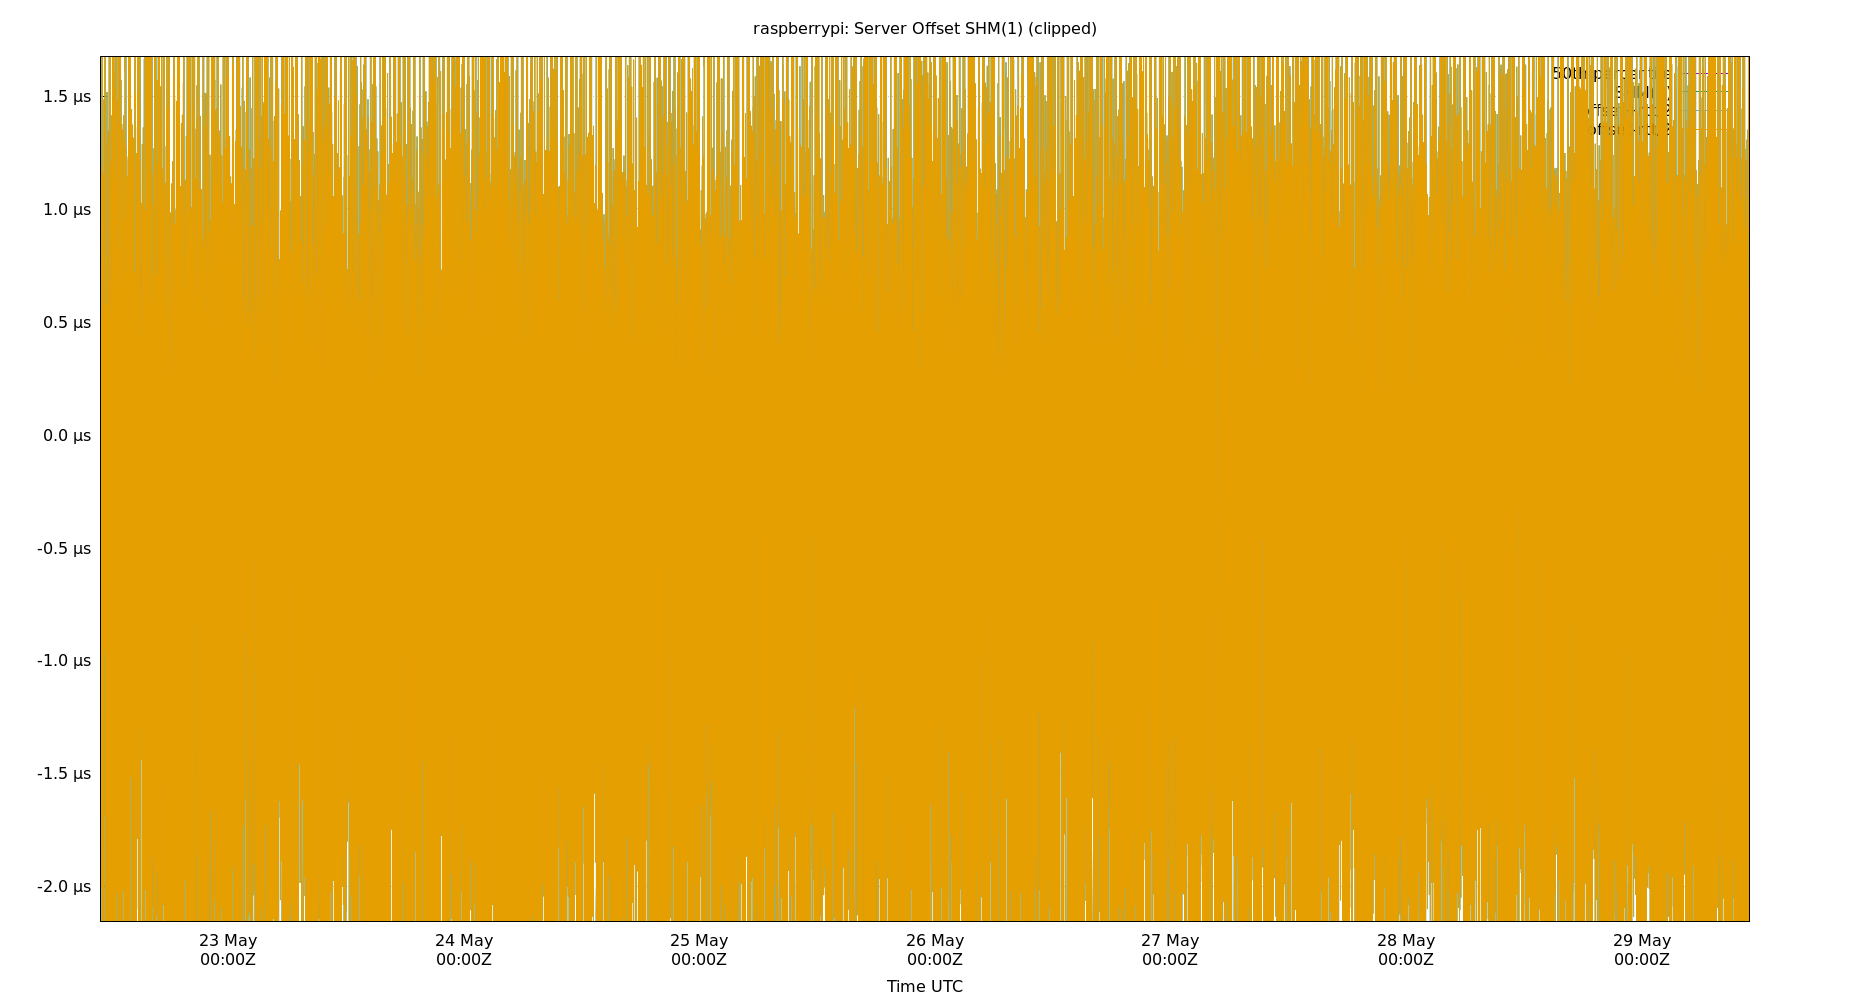 raspberrypi: Server Offset SHM(1) (clipped)
1.5 µs
1.0 µs
0.5 µs
0.0 µs
-0.5 µs
-1.0 µs
-1.5 µs
-2.0 µs
50th percentile
23 May
00:00Z
24 May
00:00Z
25 May
00:00Z
26 May
00:00Z
27 May
00:00Z
28 May
00:00Z
29 May
00:00Z
Time UTC